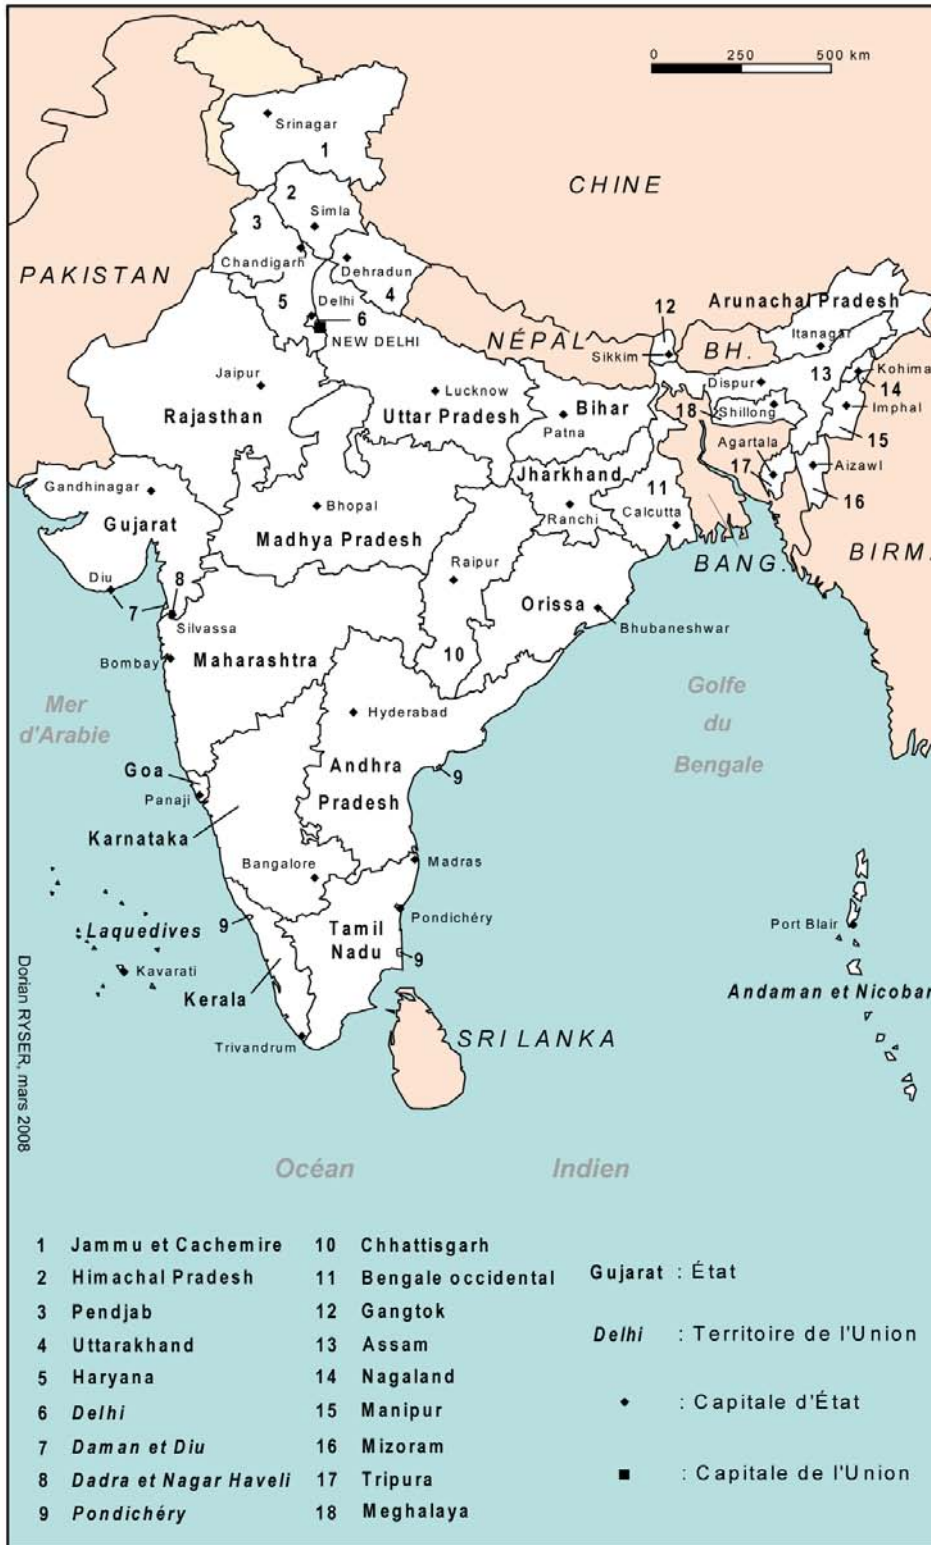 0 250 500 km
Srinagar
1
CHINE
2
3
Simla
PAKISTAN
Chandigarh
Dehradun
4
5
Delhi
6
NEW DELHI
Arunachal Pradesh
12
Itanagar
NÉPAL
BH.
Sikkim
Kohima
13
Jaipur
Lucknow
Dispur
14
Rajasthan
Uttar Pradesh
Bihar
18
Shillong
Imphal
Patna
15
Agartala
Jharkhand
17
Aizawl
Gandhinagar
11
16
Bhopal
Ranchi
Calcutta
Gujarat
Madhya Pradesh
BIRM.
Raipur
BANG.
Diu
8
7
Orissa
Silvassa
Bhubaneshwar
Bombay
Maharashtra
10
Mer
d'Arabie
Golfe
du
Bengale
Hyderabad
Goa
Andhra
Pradesh
9
Panaji
Karnataka
Bangalore
Madras
9
Laquedives
Pondichéry
Port Blair
Tamil
Nadu
9
Kavarati
Kerala
Andaman et Nicobar
Trivandrum
SRI LANKA
Dorian RYSER, mars 2008
Océan Indien
1 Jammu et Cachemire
2 Himachal Pradesh
3 Pendjab
4 Uttarakhand
5 Haryana
6 Delhi
7 Daman et Diu
8 Dadra et Nagar Haveli
9 Pondichéry
10 Chhattisgarh
11 Bengale occidental
12 Gangtok
13 Assam
14 Nagaland
15 Manipur
16 Mizoram
17 Tripura
18 Meghalaya
Gujarat : État
Delhi : Territoire de l'Union
: Capitale d'État
: Capitale de l'Union